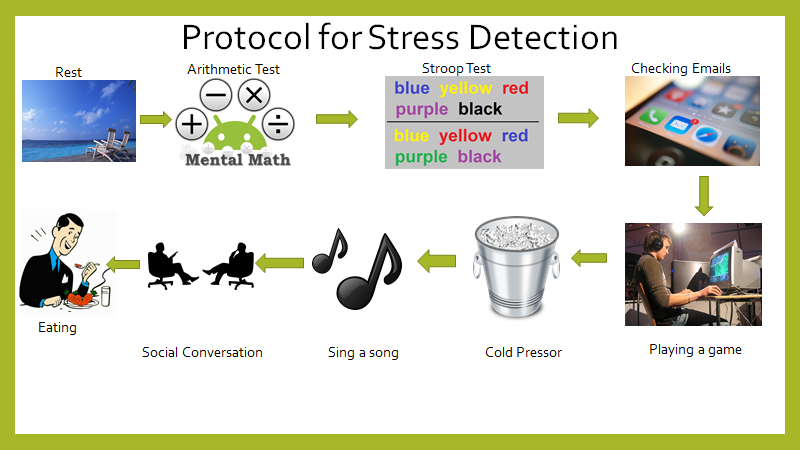 Protocol for Stress Detection
Rest
Arithmetic Test
Stroop Test
Checking Emails
− ×
+ ÷
Mental Math
blue yellow red
purple black
blue yellow red
purple black
Playing a game
Cold Pressor
Sing a song
Social Conversation
Eating